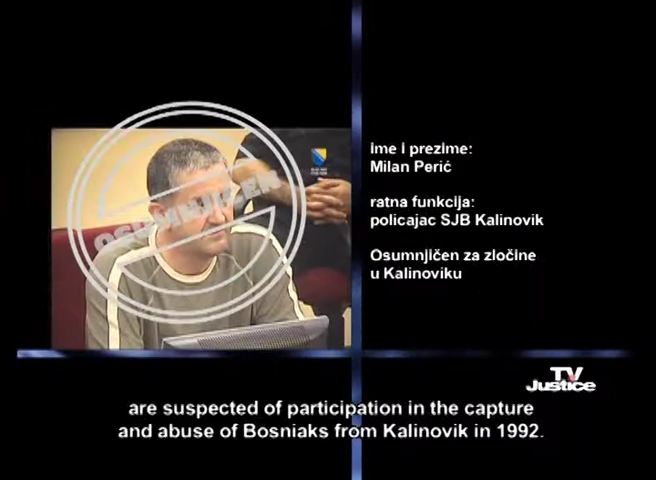 ime i prezime:
Milan Perić
ratna funkcija:
policajac SJB Kalinovik
Osumnjičen za zločine
u Kalinoviku
OSUMNJIČEN
TV
Justice
are suspected of participation in the capture
and abuse of Bosniaks from Kalinovik in 1992.